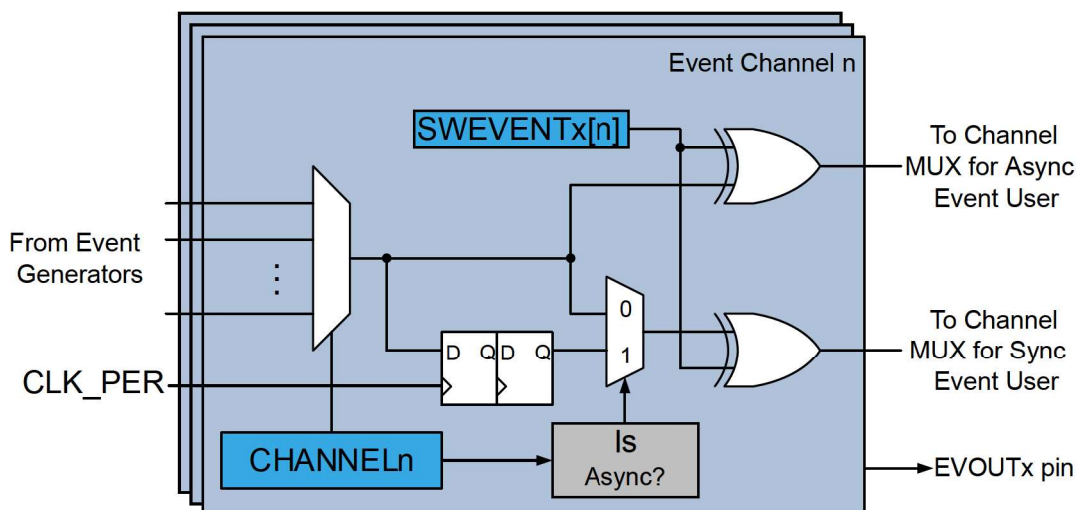 Event Channel n
SWEVENTx[n]
To Channel
MUX for Async
Event User
From Event
Generators
⋮
0
1
D Q D Q
To Channel
MUX for Sync
Event User
CLK_PER
CHANNELn
Is
Async?
EVOUTx pin